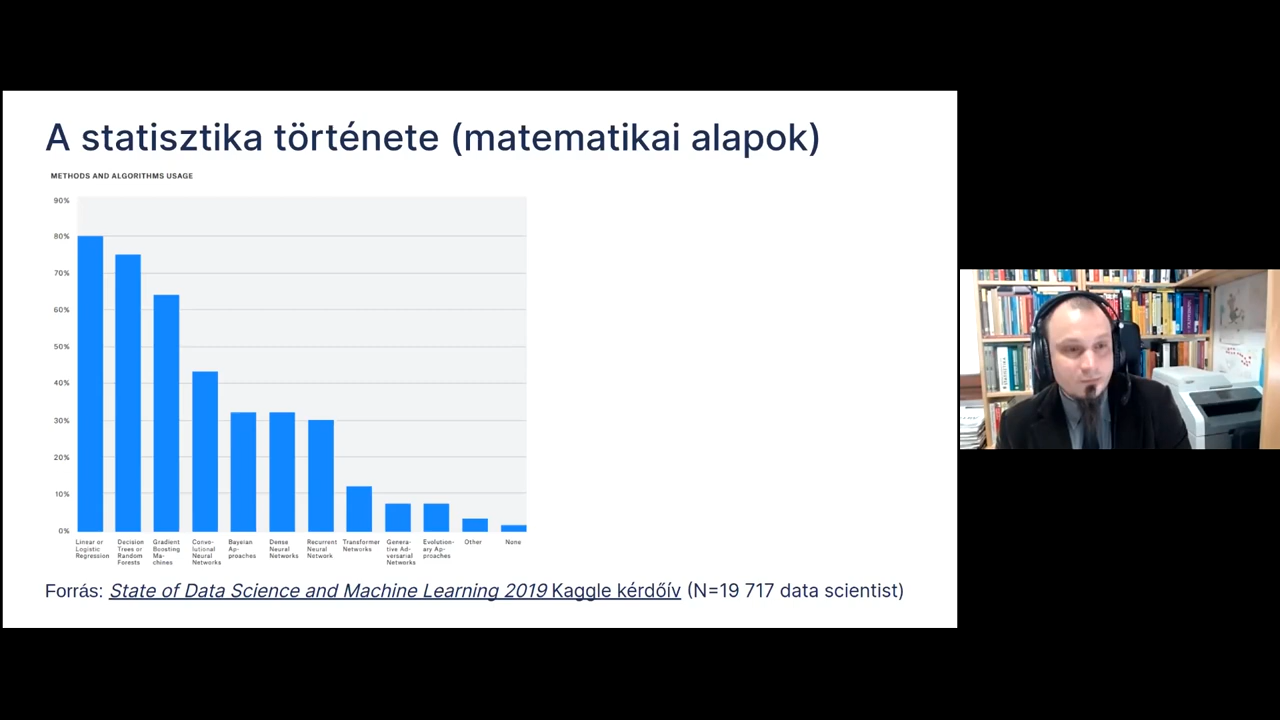 A statisztika története (matematikai alapok)
METHODS AND ALGORITHMS USAGE
90%
80%
70%
60%
50%
40%
30%
20%
10%
0%
Linear or
Logistic
Regression
Decision
Trees or
Random
Forests
Gradient
Boosting
Ma-
chines
Convo-
lutional
Neural
Networks
Bayeian
Ap-
proaches
Dense
Neural
Networks
Recurrent
Neural
Network
Transformer
Networks
Genera-
tive Ad-
versarial
Networks
Evolution-
ary Ap-
proaches
Other
None
Forrás: State of Data Science and Machine Learning 2019 Kaggle kérdőív (N=19 717 data scientist)